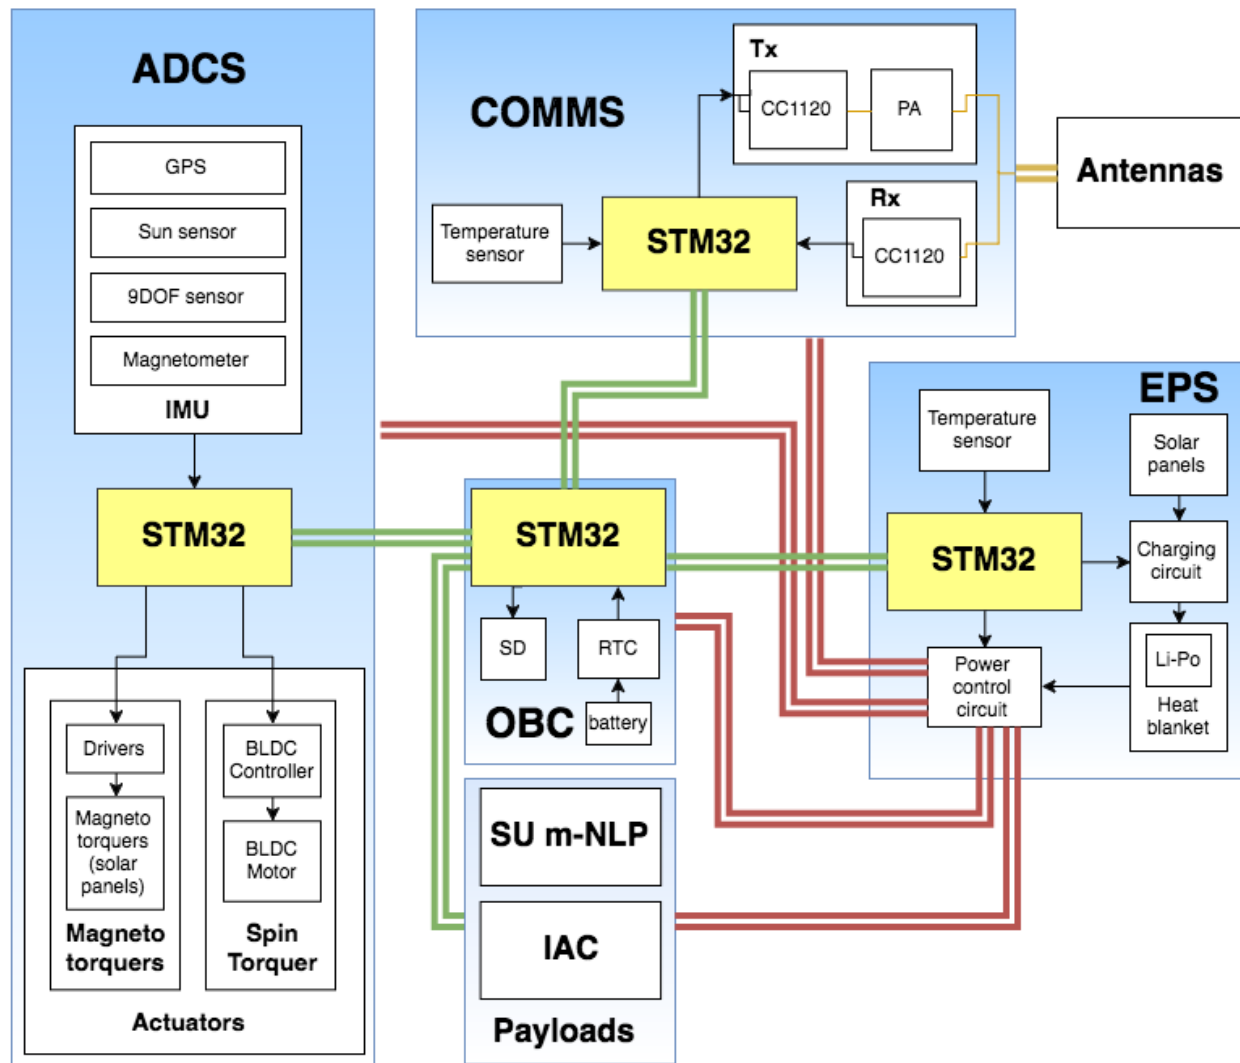 ADCS
GPS
Sun sensor
9DOF sensor
Magnetometer
IMU
STM32
Drivers
Magneto
torquers
(solar
panels)
Magneto
torquers
BLDC
Controller
BLDC
Motor
Spin
Torquer
Actuators
COMMS
Tx
CC1120
PA
Temperature
sensor
STM32
Rx
CC1120
Antennas
STM32
SD
RTC
battery
OBC
SU m-NLP
IAC
Payloads
EPS
Temperature
sensor
Solar
panels
STM32
Charging
circuit
Power
control
circuit
Li-Po
Heat
blanket